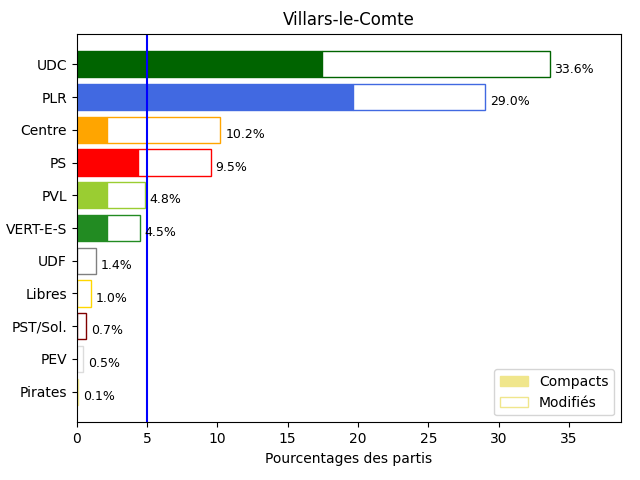 Villars-le-Comte
UDC 33.6%
PLR 29.0%
Centre 10.2%
PS 9.5%
PVL 4.8%
VERT-E-S 4.5%
UDF 1.4%
Libres 1.0%
PST/Sol. 0.7%
PEV 0.5%
Pirates 0.1%
Compacts
Modifiés
0 5 10 15 20 25 30 35
Pourcentages des partis